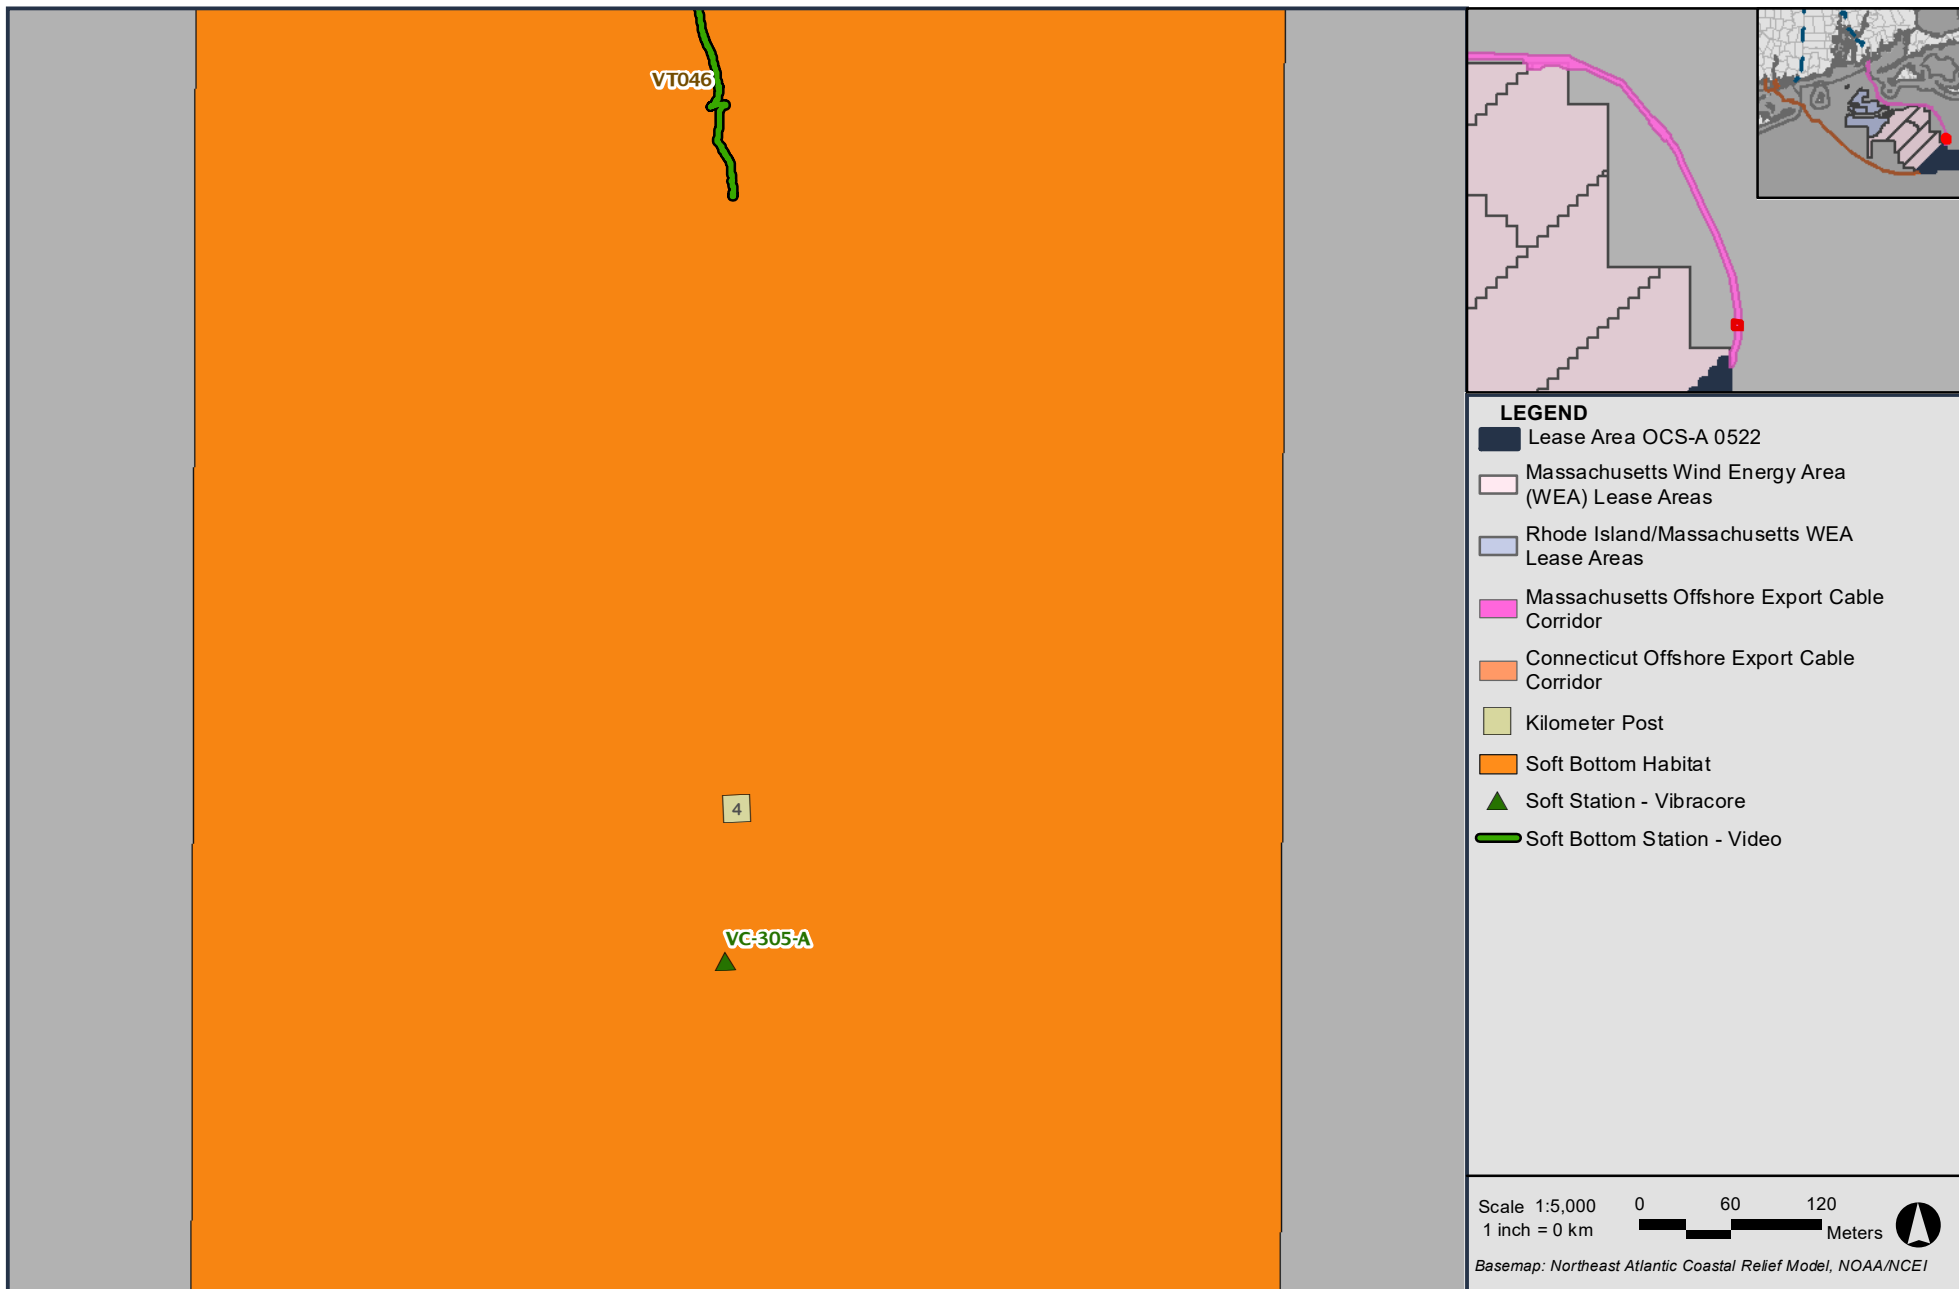 VT046
4
VC-305-A
LEGEND
Lease Area OCS-A 0522
Massachusetts Wind Energy Area
(WEA) Lease Areas
Rhode Island/Massachusetts WEA
Lease Areas
Massachusetts Offshore Export Cable
Corridor
Connecticut Offshore Export Cable
Corridor
Kilometer Post
Soft Bottom Habitat
Soft Station - Vibracore
Soft Bottom Station - Video
Scale 1:5,000
1 inch = 0 km
0 60 120
Meters
Basemap: Northeast Atlantic Coastal Relief Model, NOAA/NCEI